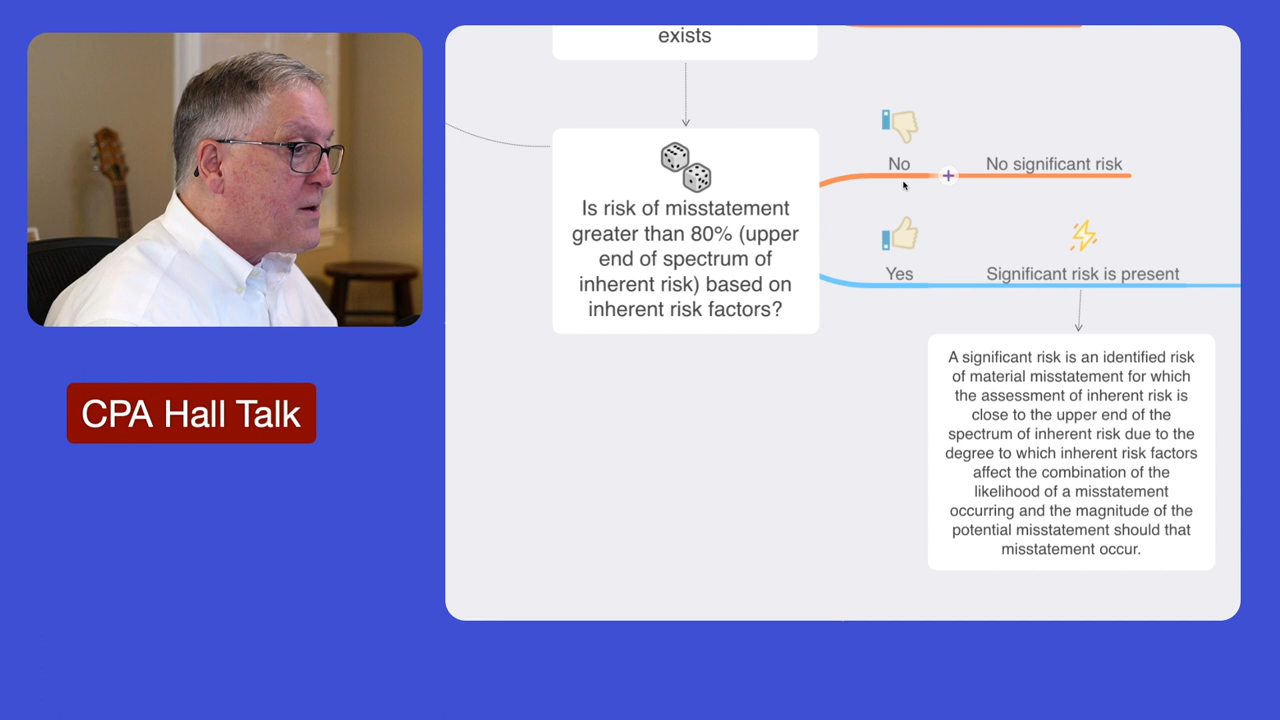 CPA Hall Talk
exists
Is risk of misstatement
greater than 80% (upper
end of spectrum of
inherent risk) based on
inherent risk factors?
No
No significant risk
Yes
Significant risk is present
A significant risk is an identified risk
of material misstatement for which
the assessment of inherent risk is
close to the upper end of the
spectrum of inherent risk due to the
degree to which inherent risk factors
affect the combination of the
likelihood of a misstatement
occurring and the magnitude of the
potential misstatement should that
misstatement occur.